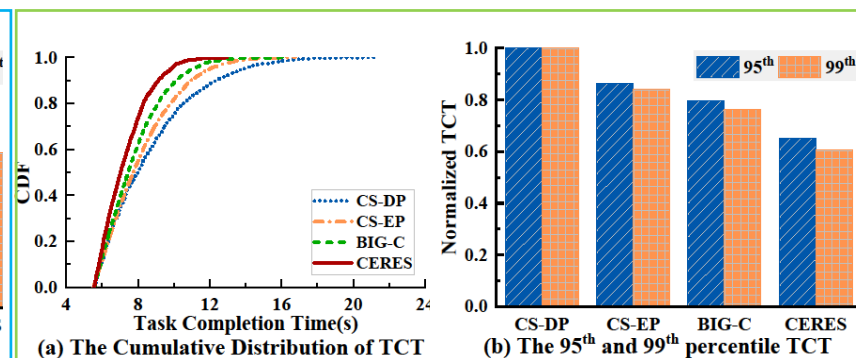 1.0
0.8
0.6
0.4
0.2
0.0
CDF
CS-DP
CS-EP
BIG-C
CERES
4 8 12 16 20 24
Task Completion Time(s)
(a) The Cumulative Distribution of TCT
1.0
0.8
0.6
0.4
0.2
0.0
Normalized TCT
95th 99th
CS-DP CS-EP BIG-C CERES
(b) The 95th and 99th percentile TCT